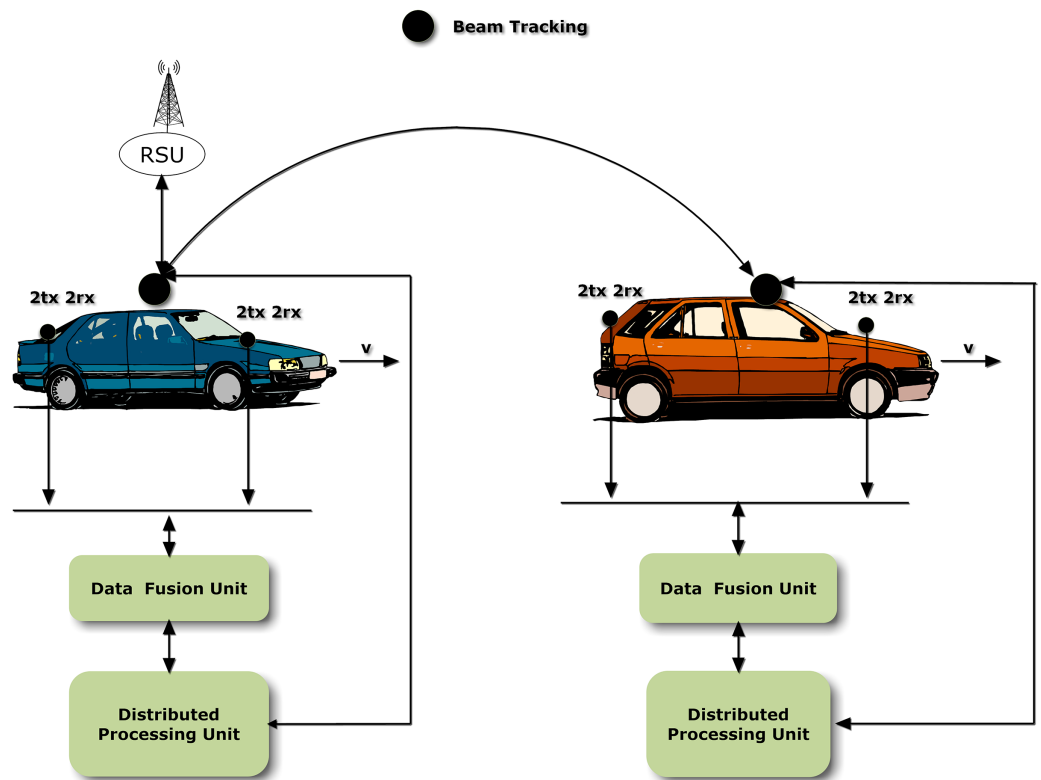 Beam Tracking
RSU
2tx 2rx
2tx 2rx
v
2tx 2rx
2tx 2rx
v
Data  Fusion Unit
Data  Fusion Unit
Distributed
Processing Unit
Distributed
Processing Unit